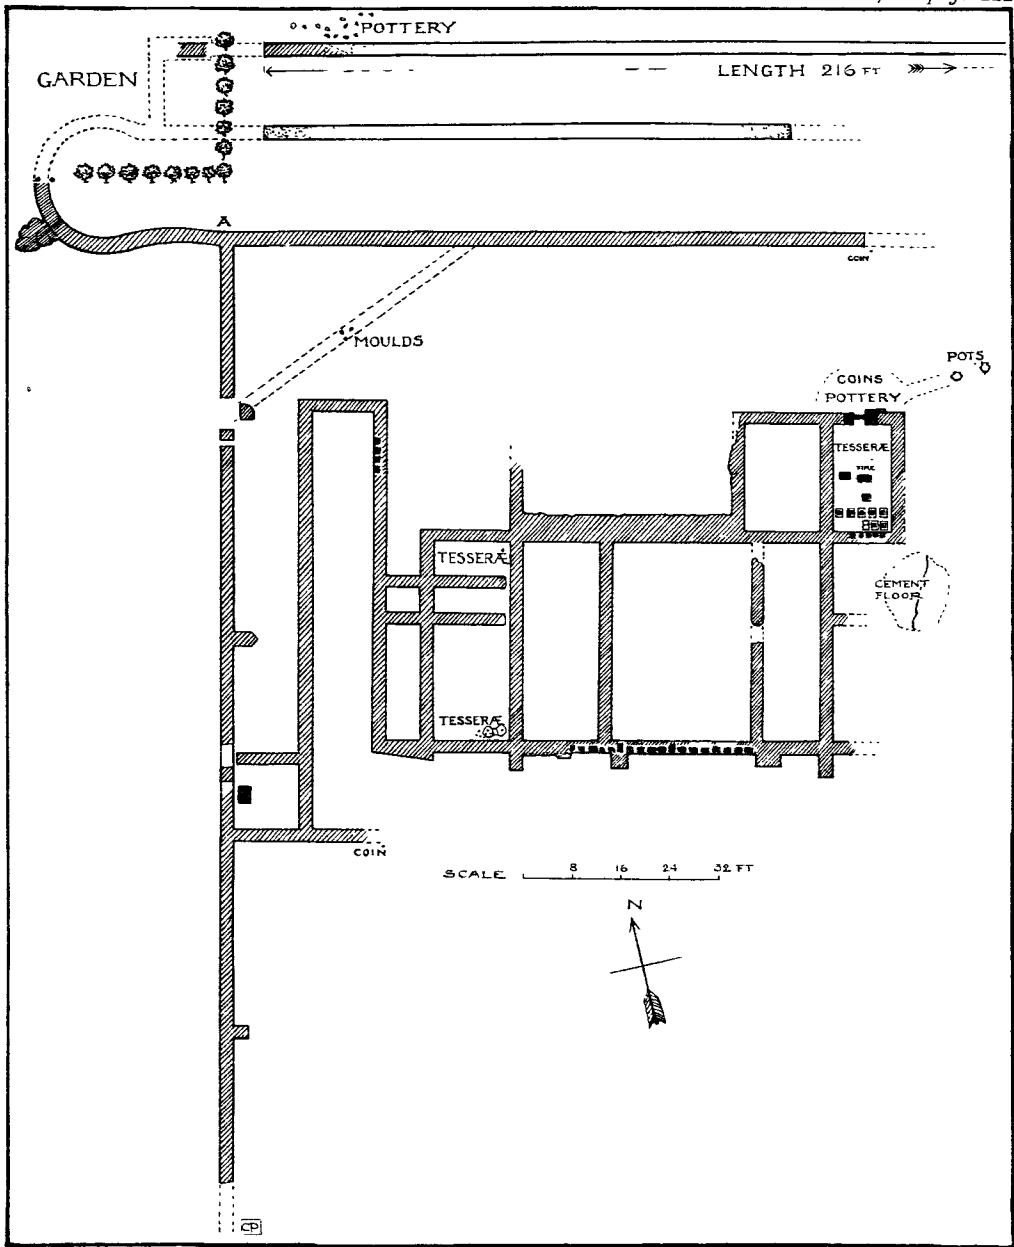 POTTERY
GARDEN
LENGTH 216 FT
A
COIN
MOULDS
POTS
COINS
POTTERY
TESSERÆ
TESSERÆ
CEMENT
FLOOR
TESSERÆ
COIN
SCALE 8 16 24 32 FT
N
CP